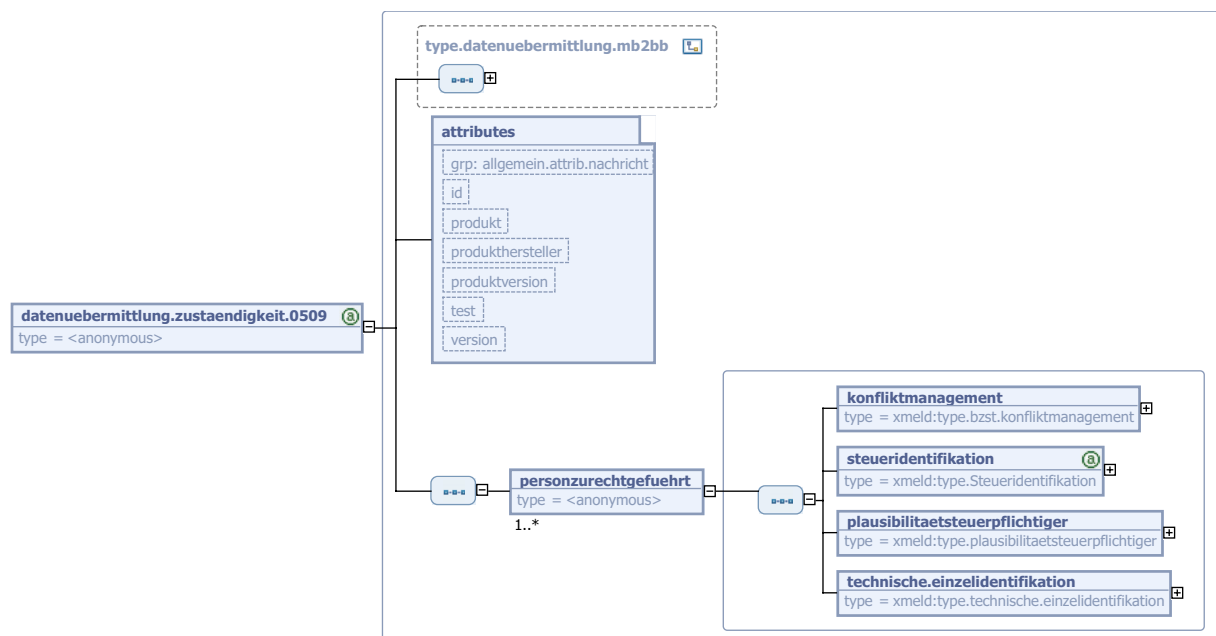 type.datenuebermittlung.mb2bb
attributes
grp: allgemein.attrib.nachricht
id
produkt
produkthersteller
produktversion
test
version
datenuebermittlung.zustaendigkeit.0509 a
type = <anonymous>
konfliktmanagement
type = xmeld:type.bzst.konfliktmanagement
steueridentifikation a
type = xmeld:type.Steueridentifikation
personzurechtgefuehrt
type = <anonymous>
1..*
plausibilitaetsteuerpflichtiger
type = xmeld:type.plausibilitaetsteuerpflichtiger
technische.einzelidentifikation
type = xmeld:type.technische.einzelidentifikation